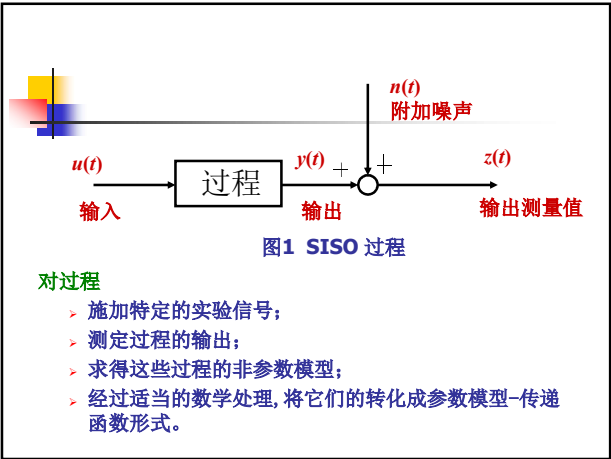 n(t)
附加噪声
u(t)
y(t)
z(t)
+
+
过程
输入
输出
输出测量值
图1 SISO 过程
对过程
➢ 施加特定的实验信号；
➢ 测定过程的输出；
➢ 求得这些过程的非参数模型；
➢ 经过适当的数学处理,将它们的转化成参数模型-传递
函数形式。